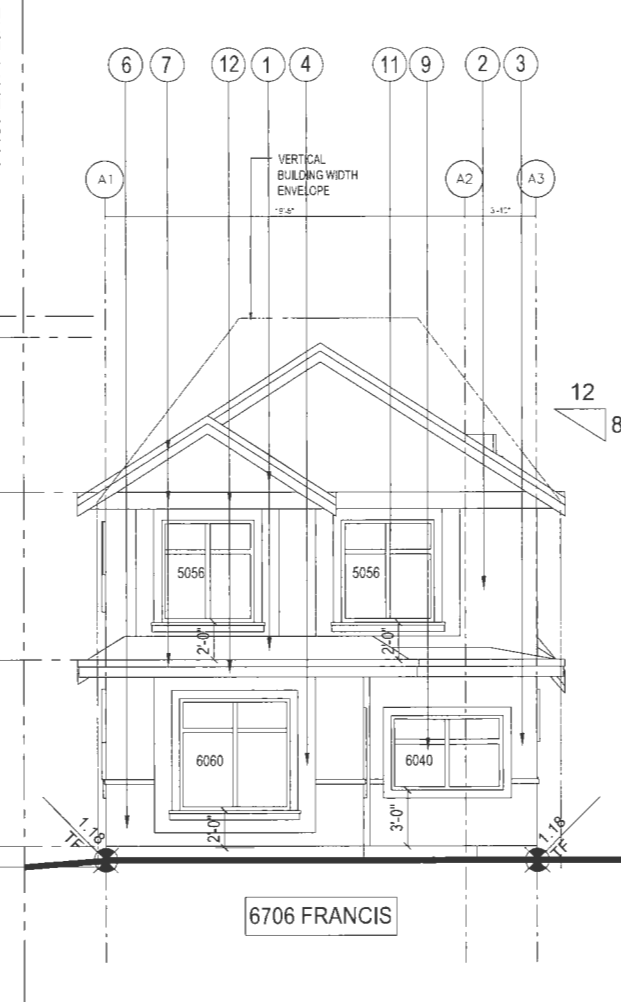 6 7 12 1 4 11 9 2 3
A1 A2 A3
VERTICAL
BUILDING WIDTH
ENVELOPE
12
8
5056 5056
2'-0" 2'-0"
6060 6040
2'-0" 3'-0"
1.18 1.18
TF TF
6706 FRANCIS